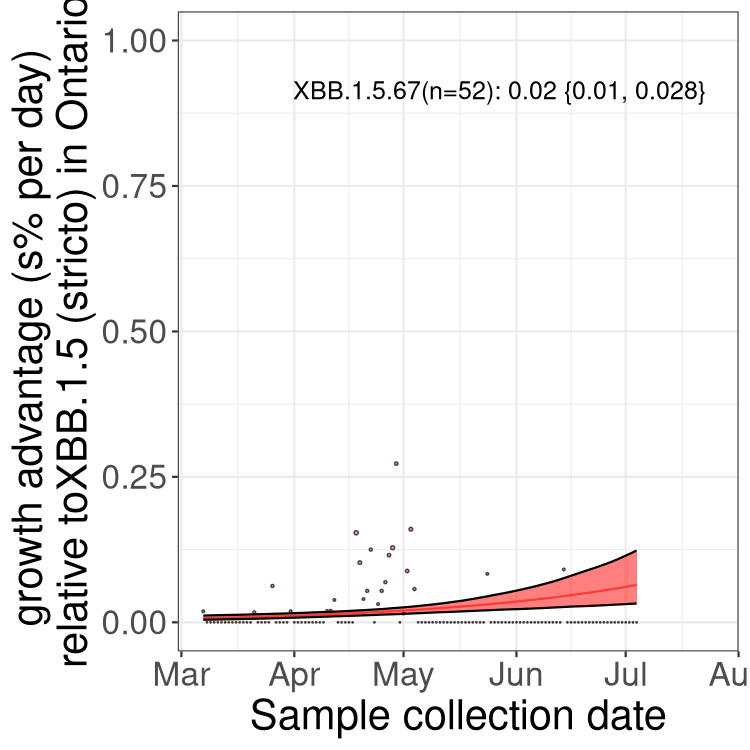 growth advantage (s% per day)
relative toXBB.1.5 (stricto) in Ontario
1.00
0.75
0.50
0.25
0.00
XBB.1.5.67(n=52): 0.02 {0.01, 0.028}
Mar Apr May Jun Jul Au
Sample collection date